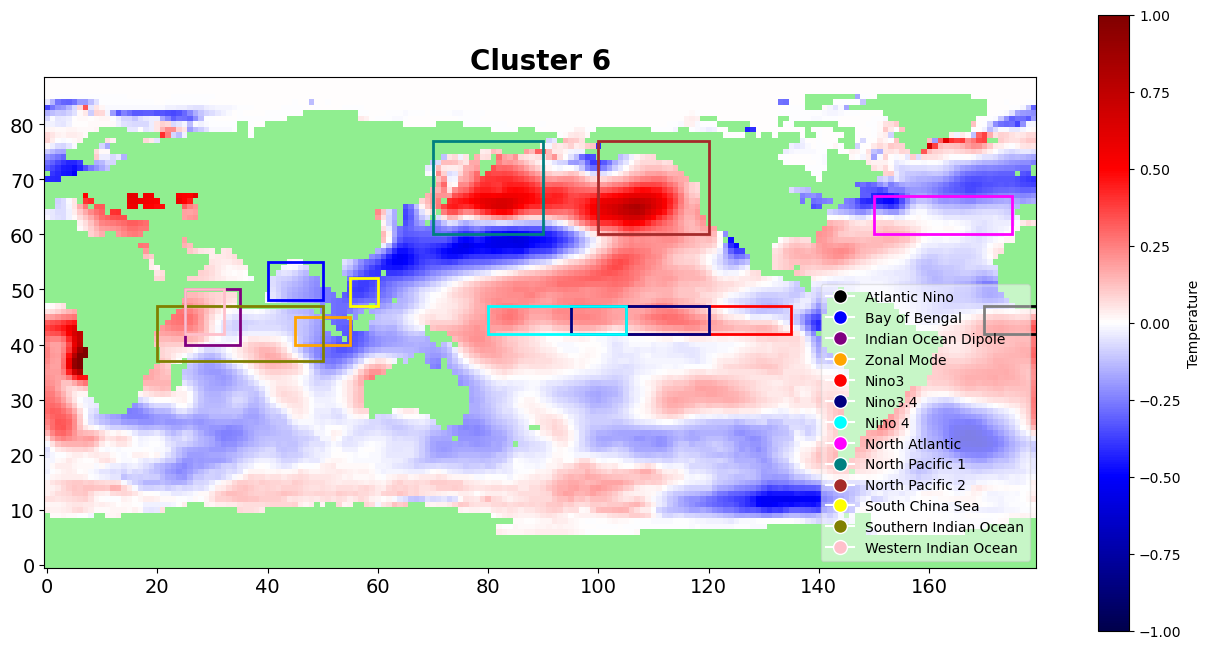 Cluster 6
80
70
60
50
40
30
20
10
0
0 20 40 60 80 100 120 140 160
Atlantic Nino
Bay of Bengal
Indian Ocean Dipole
Zonal Mode
Nino3
Nino3.4
Nino 4
North Atlantic
North Pacific 1
North Pacific 2
South China Sea
Southern Indian Ocean
Western Indian Ocean
1.00
0.75
0.50
0.25
0.00
−0.25
−0.50
−0.75
−1.00
Temperature